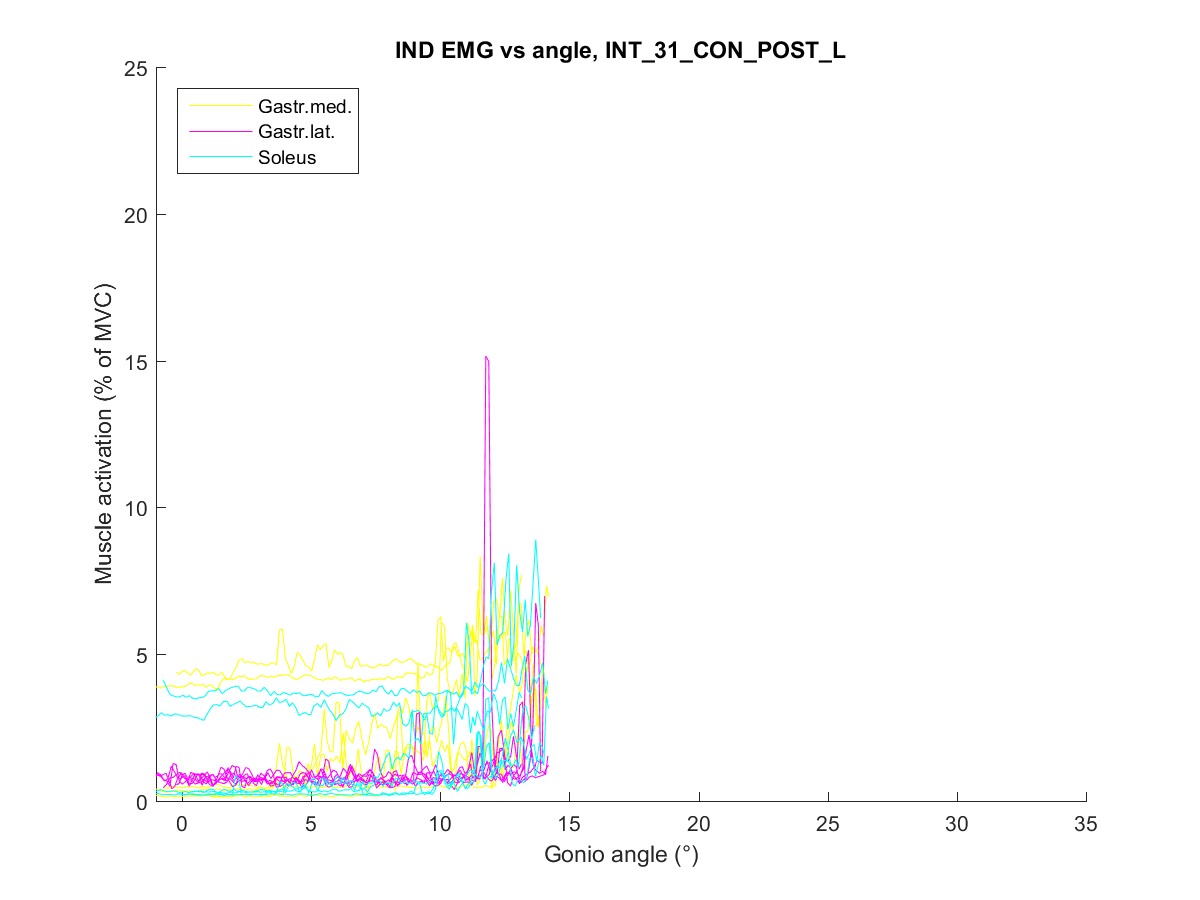 IND EMG vs angle, INT_31_CON_POST_L
25
20
15
10
5
0
Gastr.med.
Gastr.lat.
Soleus
Muscle activation (% of MVC)
0 5 10 15 20 25 30 35
Gonio angle (°)